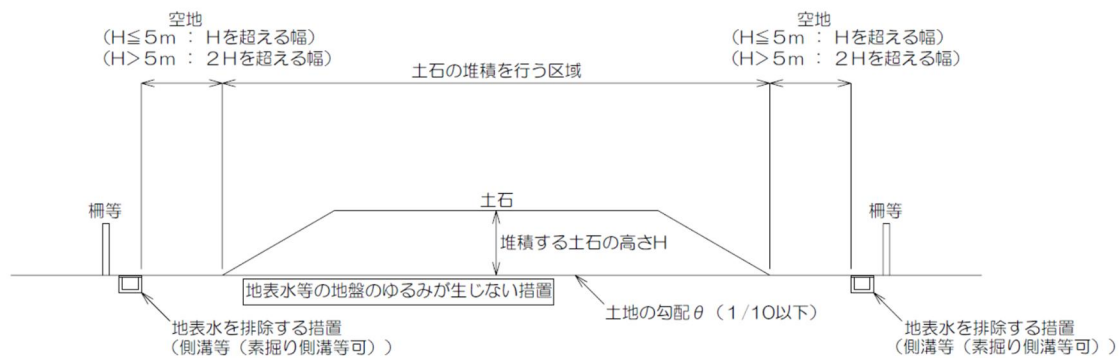 空地
(H≦5m : Hを超える幅)
(H>5m : 2Hを超える幅)
空地
(H≦5m : Hを超える幅)
(H>5m : 2Hを超える幅)
土石の堆積を行う区域
柵等
土石
柵等
堆積する土石の高さH
地表水等の地盤のゆるみが生じない措置
土地の勾配θ(1/10以下)
地表水を排除する措置
(側溝等(素掘り側溝等可))
地表水を排除する措置
(側溝等(素掘り側溝等可))